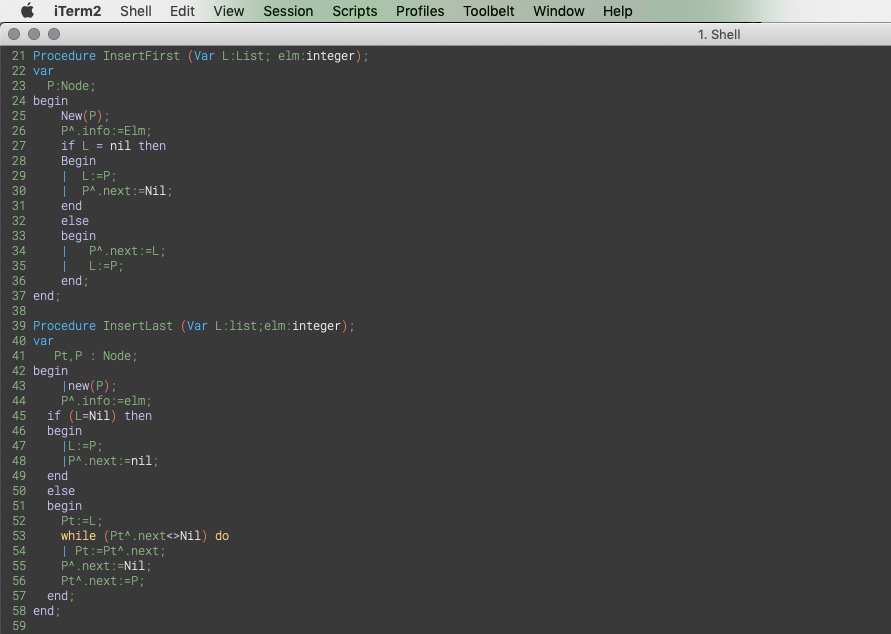 iTerm2 Shell Edit View Session Scripts Profiles Toolbelt Window Help
1. Shell
21 Procedure InsertFirst (Var L:List; elm:integer);
22 var
23   P:Node;
24 begin
25     New(P);
26     P^.info:=Elm;
27     if L = nil then
28     Begin
29     |  L:=P;
30     |  P^.next:=Nil;
31     end
32     else
33     begin
34     |   P^.next:=L;
35     |   L:=P;
36     end;
37 end;
38
39 Procedure InsertLast (Var L:list;elm:integer);
40 var
41    Pt,P : Node;
42 begin
43     |new(P);
44     P^.info:=elm;
45   if (L=Nil) then
46   begin
47     |L:=P;
48     |P^.next:=nil;
49   end
50   else
51   begin
52     Pt:=L;
53     while (Pt^.next<>Nil) do
54     | Pt:=Pt^.next;
55     P^.next:=Nil;
56     Pt^.next:=P;
57   end;
58 end;
59